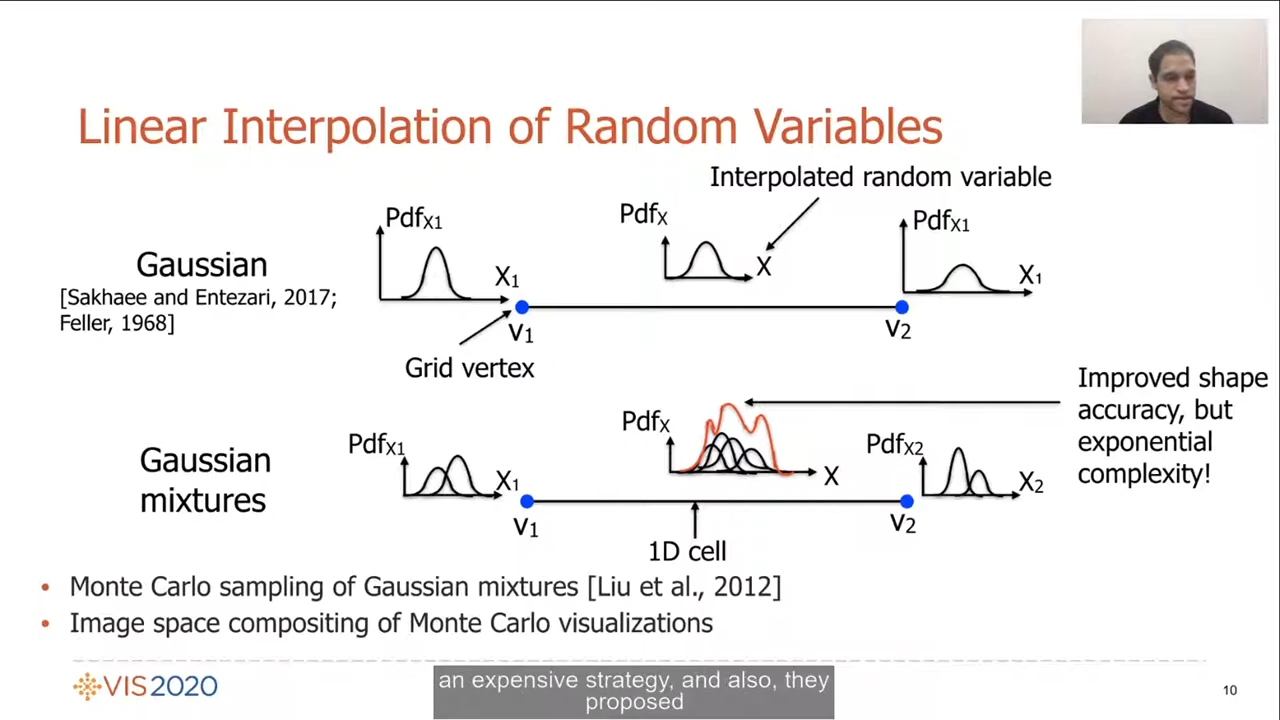 Linear Interpolation of Random Variables
Interpolated random variable
PdfX1
PdfX
PdfX1
Gaussian
X1
X
X1
[Sakhaee and Entezari, 2017;
Feller, 1968]
v1
v2
Grid vertex
Improved shape
accuracy, but
exponential
complexity!
PdfX1
PdfX
PdfX2
Gaussian
mixtures
X1
X
X2
v1
v2
1D cell
• Monte Carlo sampling of Gaussian mixtures [Liu et al., 2012]
• Image space compositing of Monte Carlo visualizations
VIS2020
an expensive strategy, and also, they
proposed
10